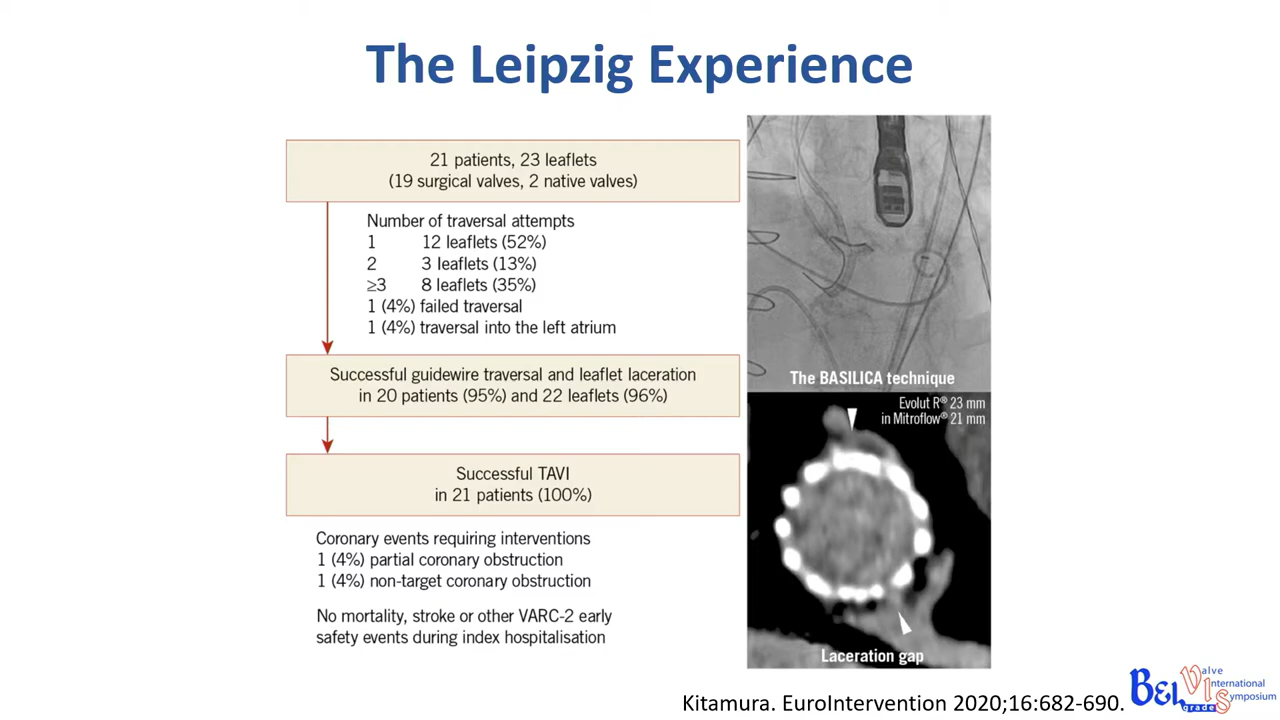 The Leipzig Experience
21 patients, 23 leaflets
(19 surgical valves, 2 native valves)
Number of traversal attempts
1 12 leaflets (52%)
2 3 leaflets (13%)
≥3 8 leaflets (35%)
1 (4%) failed traversal
1 (4%) traversal into the left atrium
Successful guidewire traversal and leaflet laceration
in 20 patients (95%) and 22 leaflets (96%)
Successful TAVI
in 21 patients (100%)
Coronary events requiring interventions
1 (4%) partial coronary obstruction
1 (4%) non-target coronary obstruction
No mortality, stroke or other VARC-2 early
safety events during index hospitalisation
The BASILICA technique
Evolut R® 23 mm
in Mitroflow® 21 mm
Laceration gap
Kitamura. EuroIntervention 2020;16:682-690.
BEL
grade
Valve
International
Symposium